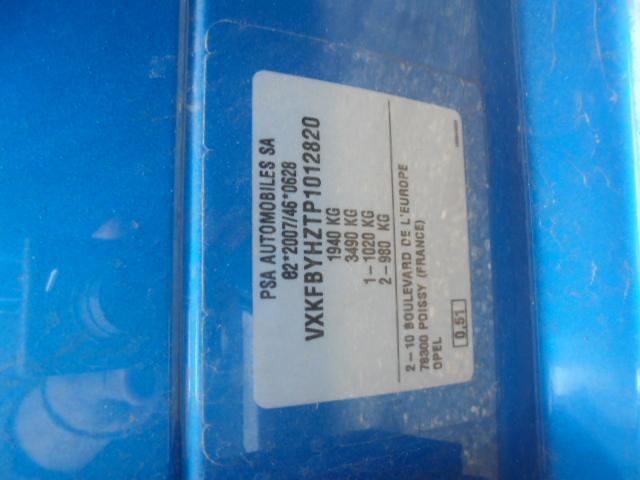 PSA AUTOMOBILES SA
e2*2007/46*0628
VXKFBYHZTP1012820
1940 KG
3490 KG
1-1020 KG
2-980 KG
2-10 BOULEVARD DE L'EUROPE
78300 POISSY (FRANCE)
OPEL
0.51